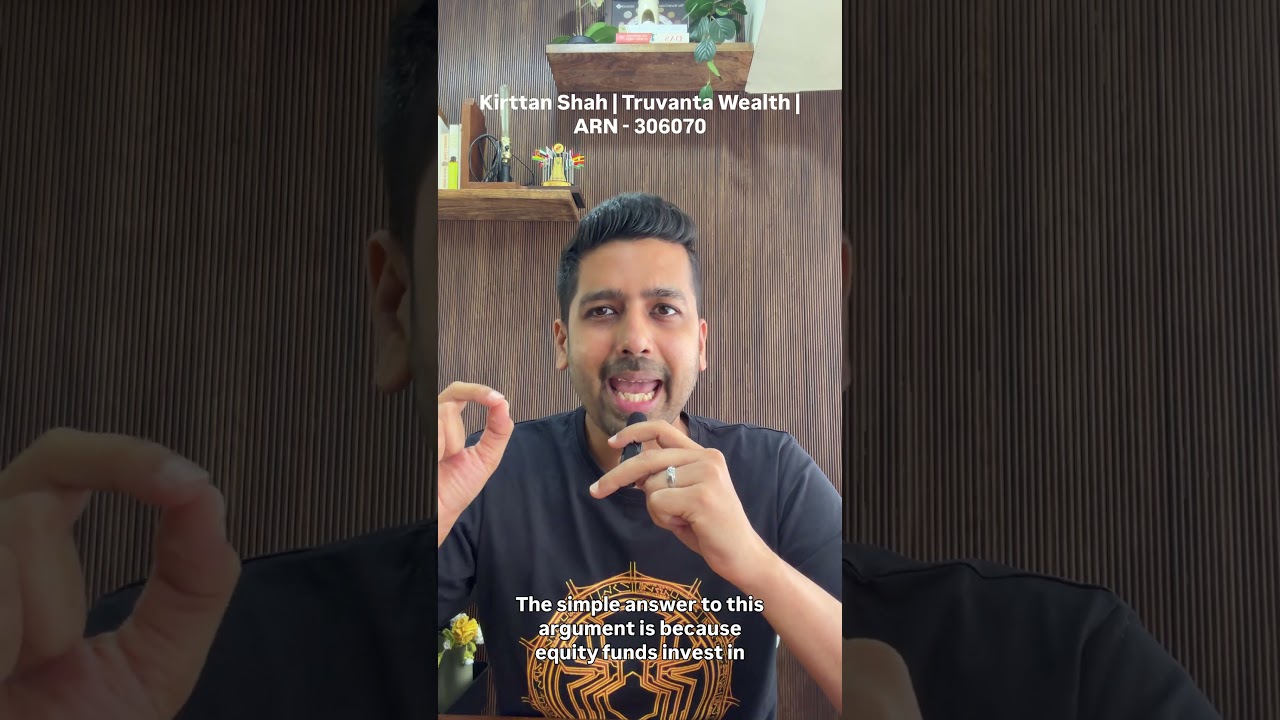 Kirttan Shah | Truvanta Wealth |
ARN - 306070
The simple answer to this
argument is because
equity funds invest in